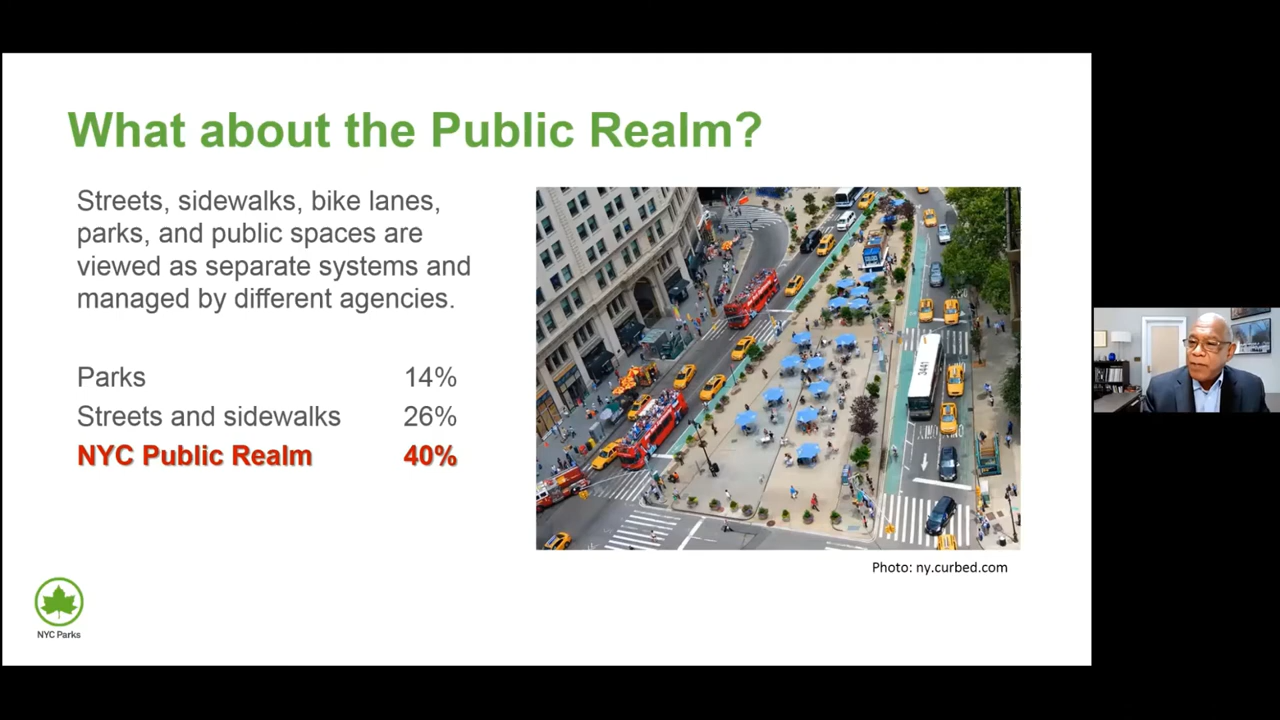 What about the Public Realm?
Streets, sidewalks, bike lanes,
parks, and public spaces are
viewed as separate systems and
managed by different agencies.
Parks 14%
Streets and sidewalks 26%
NYC Public Realm 40%
3441
Photo: ny.curbed.com
NYC Parks